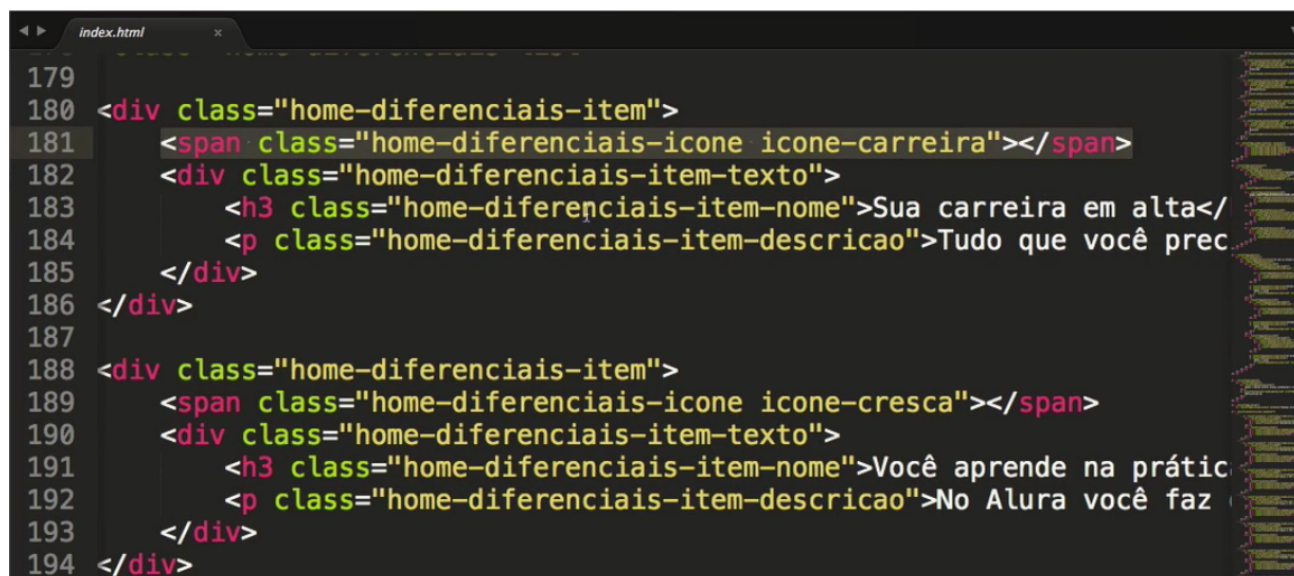 index.html ×
179
180 <div class="home-diferenciais-item">
181 <span class="home-diferenciais-icone icone-carreira"></span>
182 <div class="home-diferenciais-item-texto">
183 <h3 class="home-diferenciais-item-nome">Sua carreira em alta</
184 <p class="home-diferenciais-item-descricao">Tudo que você prec
185 </div>
186 </div>
187
188 <div class="home-diferenciais-item">
189 <span class="home-diferenciais-icone icone-cresca"></span>
190 <div class="home-diferenciais-item-texto">
191 <h3 class="home-diferenciais-item-nome">Você aprende na prátic
192 <p class="home-diferenciais-item-descricao">No Alura você faz
193 </div>
194 </div>